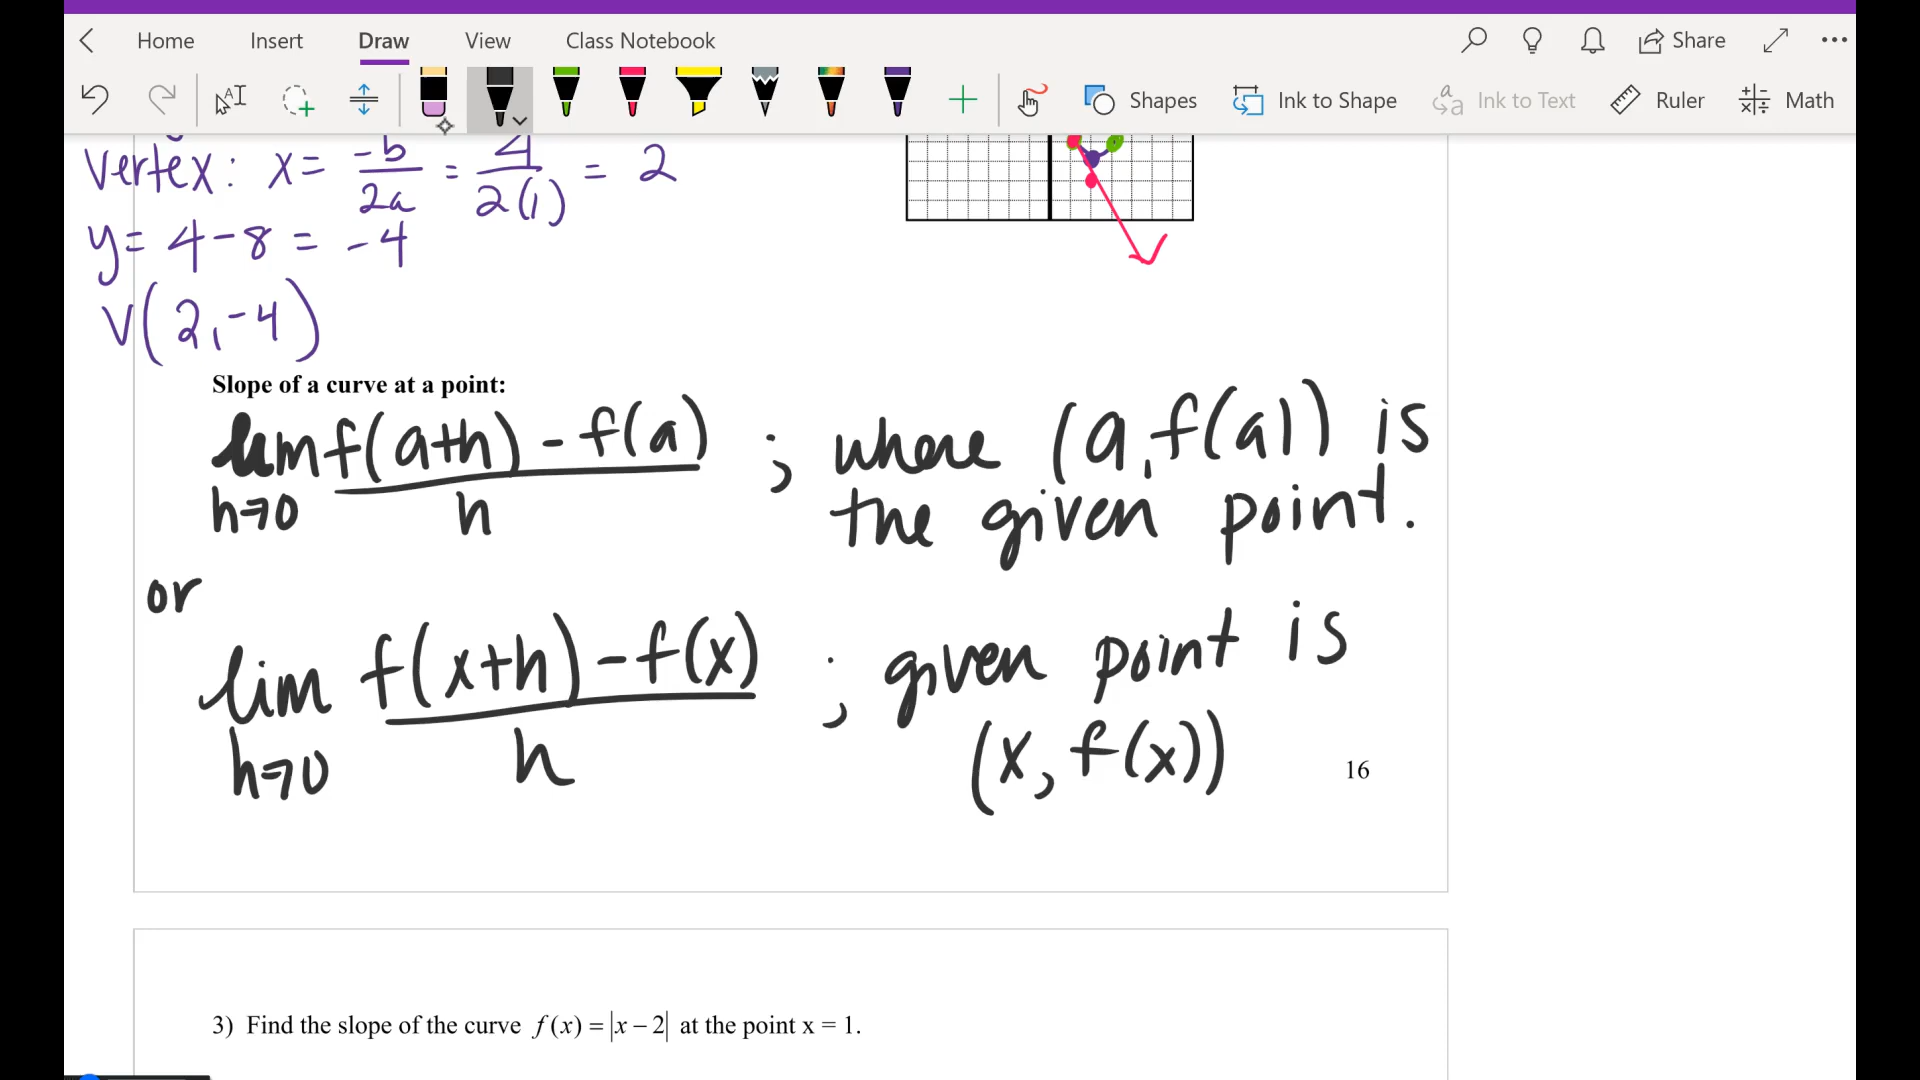 Home Insert Draw View Class Notebook Share
Shapes Ink to Shape Ink to Text Ruler Math
Vertex: x = -b/2a = 4/2(1) = 2
y = 4 - 8 = -4
V(2, -4)
Slope of a curve at a point:
lim h→0 f(a+h) - f(a) / h ; where (a, f(a)) is
the given point.
or
lim h→0 f(x+h) - f(x) / h ; given point is
(x, f(x))
16
3) Find the slope of the curve f(x) = |x − 2| at the point x = 1.